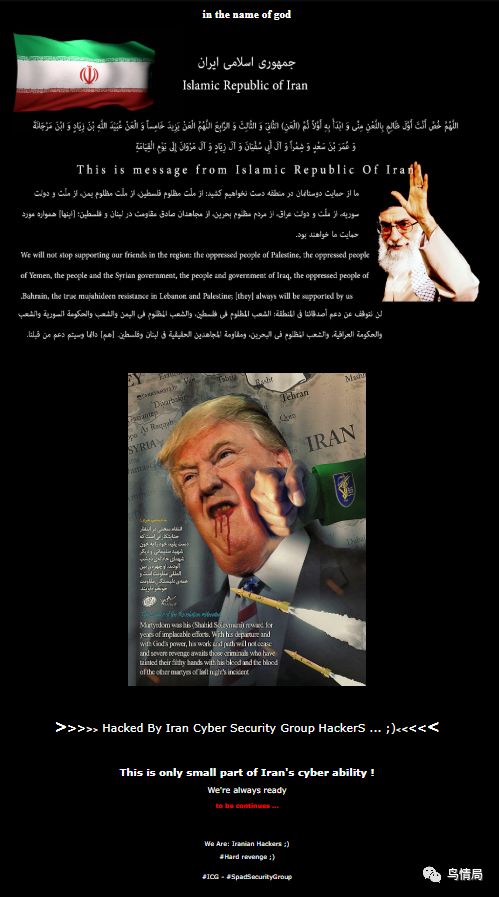 in the name of god
جمهوری اسلامی ایران
Islamic Republic of Iran
اللَّهُمَّ خُصَّ أَنْتَ أَوَّلَ ظَالِمٍ بِاللَّعْنِ مِنِّي وَ ابْدَأْ بِهِ أَوَّلاً ثُمَّ (الْعَنِ) الثَّانِيَ وَ الثَّالِثَ وَ الرَّابِعَ اللَّهُمَّ الْعَنْ يَزِيدَ خَامِساً وَ الْعَنْ عُبَيْدَ اللَّهِ بْنَ زِيَادٍ وَ ابْنَ مَرْجَانَةَ
وَ عُمَرَ بْنَ سَعْدٍ وَ شِمْراً وَ آلَ أَبِي سُفْيَانَ وَ آلَ زِيَادٍ وَ آلَ مَرْوَانَ إِلَى يَوْمِ الْقِيَامَةِ
This is message from Islamic Republic Of Iran
ما از حمایت دوستانمان در منطقه دست نخواهیم کشید: از ملّت مظلوم فلسطین، از ملّت مظلوم یمن، از ملّت و دولت
سوریه، از ملّت و دولت عراق، از مردم مظلوم بحرین، از مجاهدان صادق مقاومت در لبنان و فلسطین؛ [اینها] همواره مورد
حمایت ما خواهند بود.
We will not stop supporting our friends in the region: the oppressed people of Palestine, the oppressed people
of Yemen, the people and the Syrian government, the people and government of Iraq, the oppressed people of
.Bahrain, the true mujahideen resistance in Lebanon and Palestine; [they] always will be supported by us
لن نتوقف عن دعم أصدقائنا في المنطقة: الشعب المظلوم في فلسطين، والشعب المظلوم في اليمن والشعب والحكومة السورية والشعب
والحكومة العراقية، والشعب المظلوم في البحرين، ومقاومة المجاهدين الحقيقية في لبنان وفلسطين. [هم] دائما وسيتم دعم من قبلنا.
EY
Tabriz
Rasht
Tehran
Mash
Diyarbakir
Gaziantep
Qom
Ar Raqqah
SYRIA
IRAN
Martyrdom was his (Shahid Soleymani) reward for
years of implacable efforts. With his departure and
with God's power, his work and path will not cease
and severe revenge awaits those criminals who have
tainted their filthy hands with his blood and the blood
of the other martyrs of last night's incident
>>>>> Hacked By Iran Cyber Security Group HackerS ... ;)<<<<<
This is only small part of Iran's cyber ability !
We're always ready
to be continues ...
We Are: Iranian Hackers ;)
#Hard revenge ;)
#ICG - #SpadSecurityGroup
鸟情局